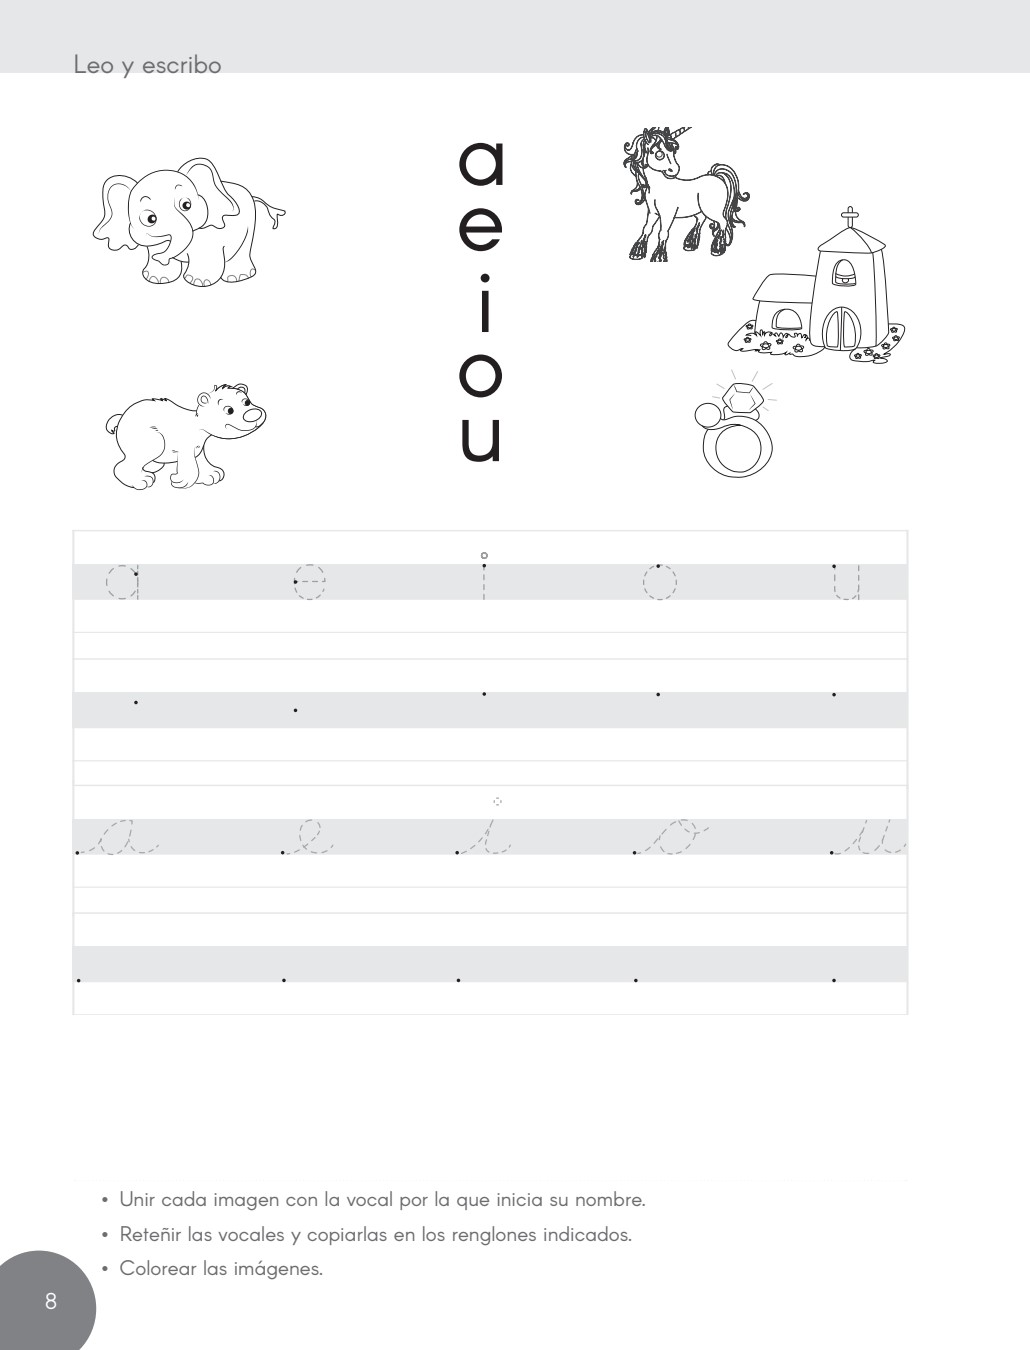 Leo y escribo
a
e
i
o
u
a e i o u
a e i o u
• Unir cada imagen con la vocal por la que inicia su nombre.
• Reteñir las vocales y copiarlas en los renglones indicados.
• Colorear las imágenes.
8